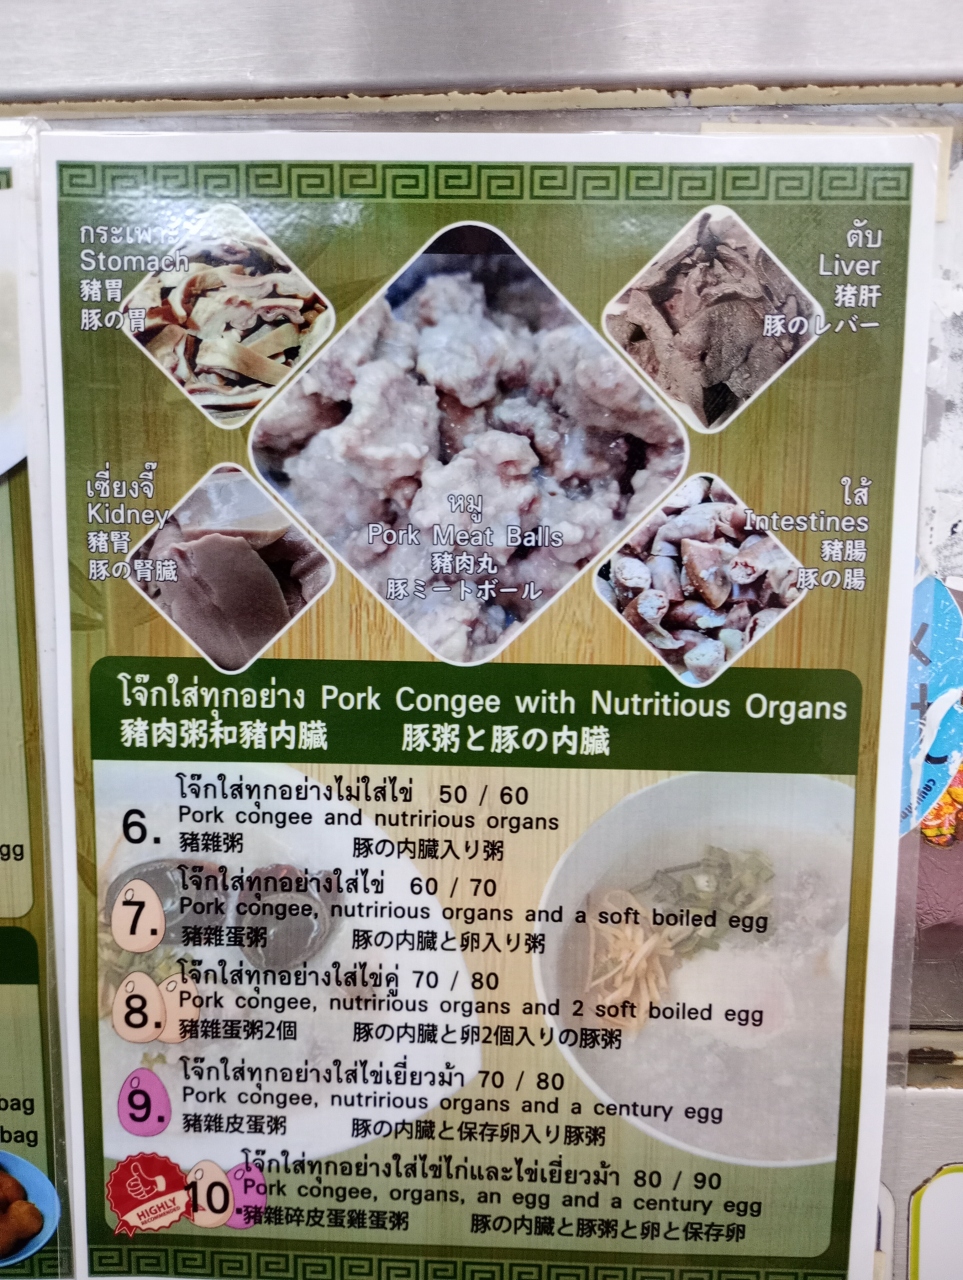 กระเพาะ
Stomach
豬胃
豚の胃
ตับ
Liver
猪肝
豚のレバー
เซี่ยงจี๊
Kidney
豬腎
豚の腎臓
หมู
Pork Meat Balls
豬肉丸
豚ミートボール
ใส้
Intestines
豬腸
豚の腸
โจ๊กใส่ทุกอย่าง Pork Congee with Nutritious Organs
豬肉粥和豬內臟 豚粥と豚の内臓
6. โจ๊กใส่ทุกอย่างไม่ใส่ไข่ 50 / 60
Pork congee and nutririous organs
豬雜粥 豚の内臓入り粥
7. โจ๊กใส่ทุกอย่างใส่ไข่ 60 / 70
Pork congee, nutririous organs and a soft boiled egg
豬雜蛋粥 豚の内臓と卵入り粥
8. โจ๊กใส่ทุกอย่างใส่ไข่คู่ 70 / 80
Pork congee, nutririous organs and 2 soft boiled egg
豬雜蛋粥2個 豚の内臓と卵2個入りの豚粥
9. โจ๊กใส่ทุกอย่างใส่ไข่เยี่ยวม้า 70 / 80
Pork congee, nutririous organs and a century egg
豬雜皮蛋粥 豚の内臓と保存卵入り豚粥
HIGHLY
RECOMMENDED
10. โจ๊กใส่ทุกอย่างใส่ไข่ไก่และไข่เยี่ยวม้า 80 / 90
Pork congee, organs, an egg and a century egg
豬雜碎皮蛋雞蛋粥 豚の内臓と豚粥と卵と保存卵
bag
bag